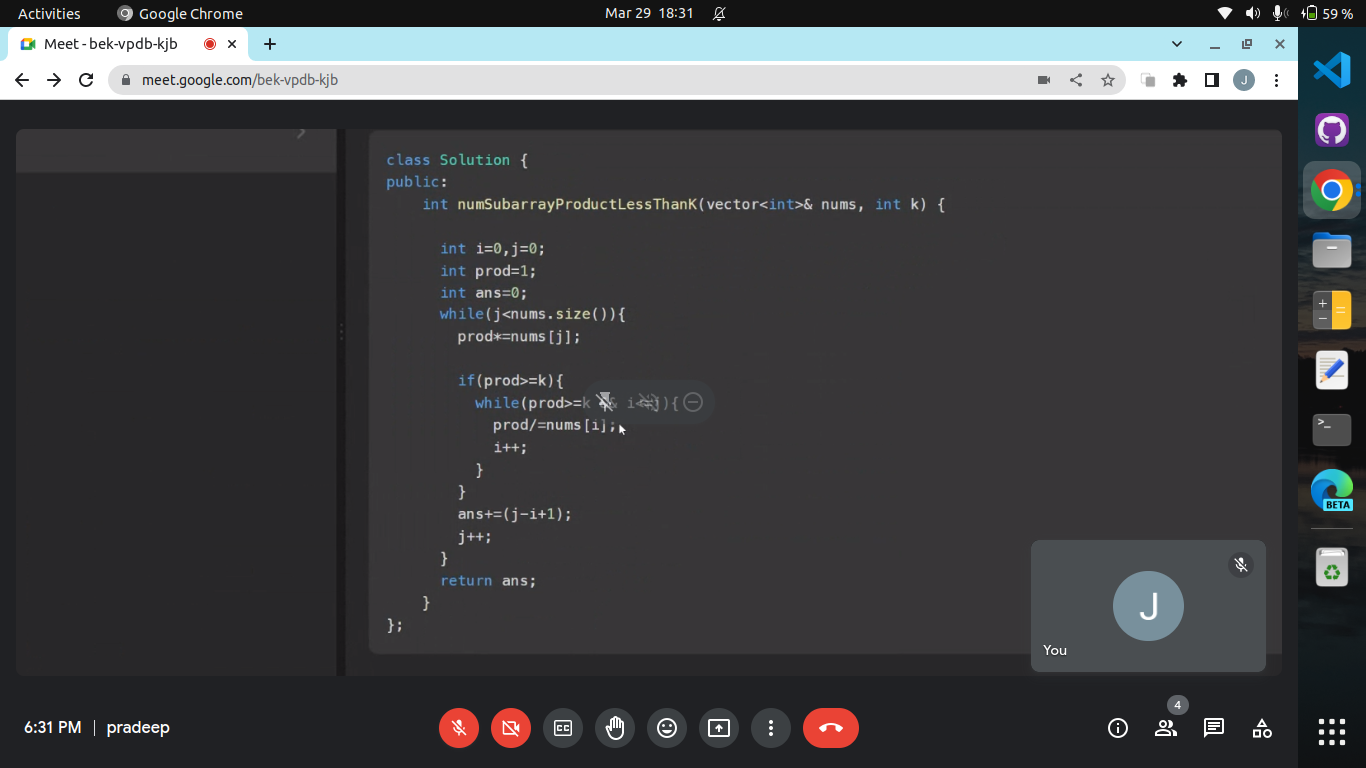 Activities Google Chrome Mar 29 18:31 59 %
Meet - bek-vpdb-kjb
meet.google.com/bek-vpdb-kjb J
class Solution {
public:
int numSubarrayProductLessThanK(vector<int>& nums, int k) {
int i=0,j=0;
int prod=1;
int ans=0;
while(j<nums.size()){
prod*=nums[j];
if(prod>=k){
while(prod>=k && i<=j){
prod/=nums[i];
i++;
}
}
ans+=(j-i+1);
j++;
}
return ans;
}
};
J
You
BETA
4
6:31 PM | pradeep